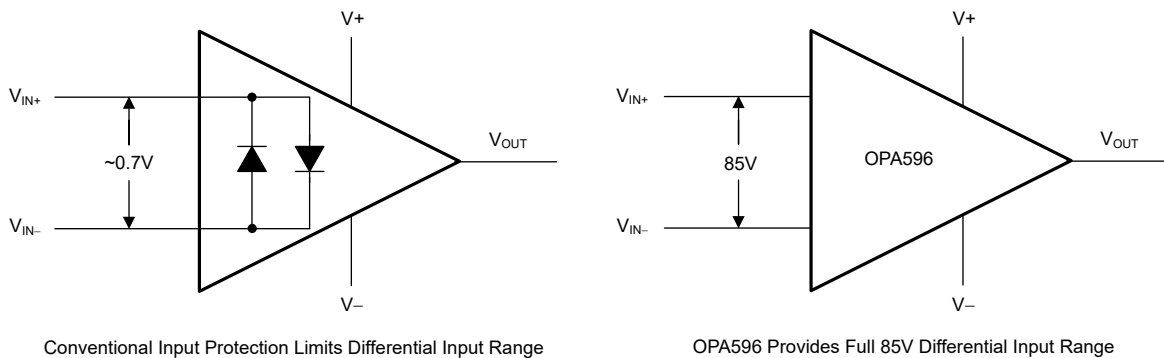 V+
VIN+
~0.7V
VOUT
VIN–
V–
Conventional Input Protection Limits Differential Input Range
V+
VIN+
85V
OPA596
VOUT
VIN–
V–
OPA596 Provides Full 85V Differential Input Range